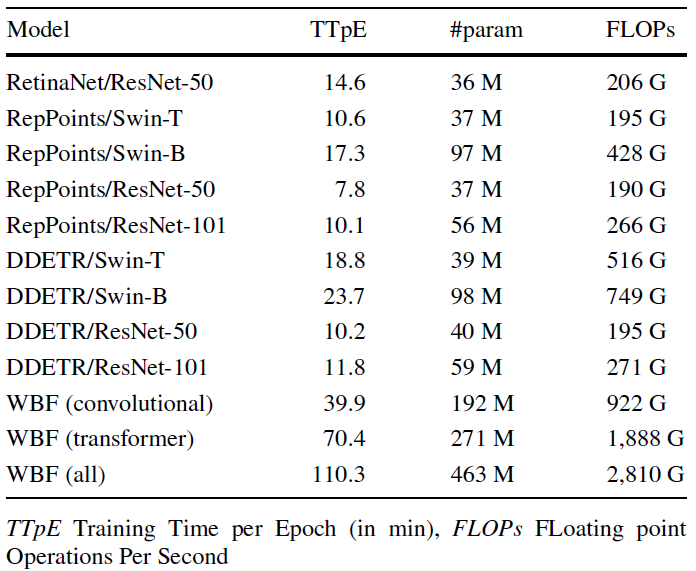 Model TTpE #param FLOPs
RetinaNet/ResNet-50 14.6 36 M 206 G
RepPoints/Swin-T 10.6 37 M 195 G
RepPoints/Swin-B 17.3 97 M 428 G
RepPoints/ResNet-50 7.8 37 M 190 G
RepPoints/ResNet-101 10.1 56 M 266 G
DDETR/Swin-T 18.8 39 M 516 G
DDETR/Swin-B 23.7 98 M 749 G
DDETR/ResNet-50 10.2 40 M 195 G
DDETR/ResNet-101 11.8 59 M 271 G
WBF (convolutional) 39.9 192 M 922 G
WBF (transformer) 70.4 271 M 1,888 G
WBF (all) 110.3 463 M 2,810 G
TTpE Training Time per Epoch (in min), FLOPs FLoating point
Operations Per Second